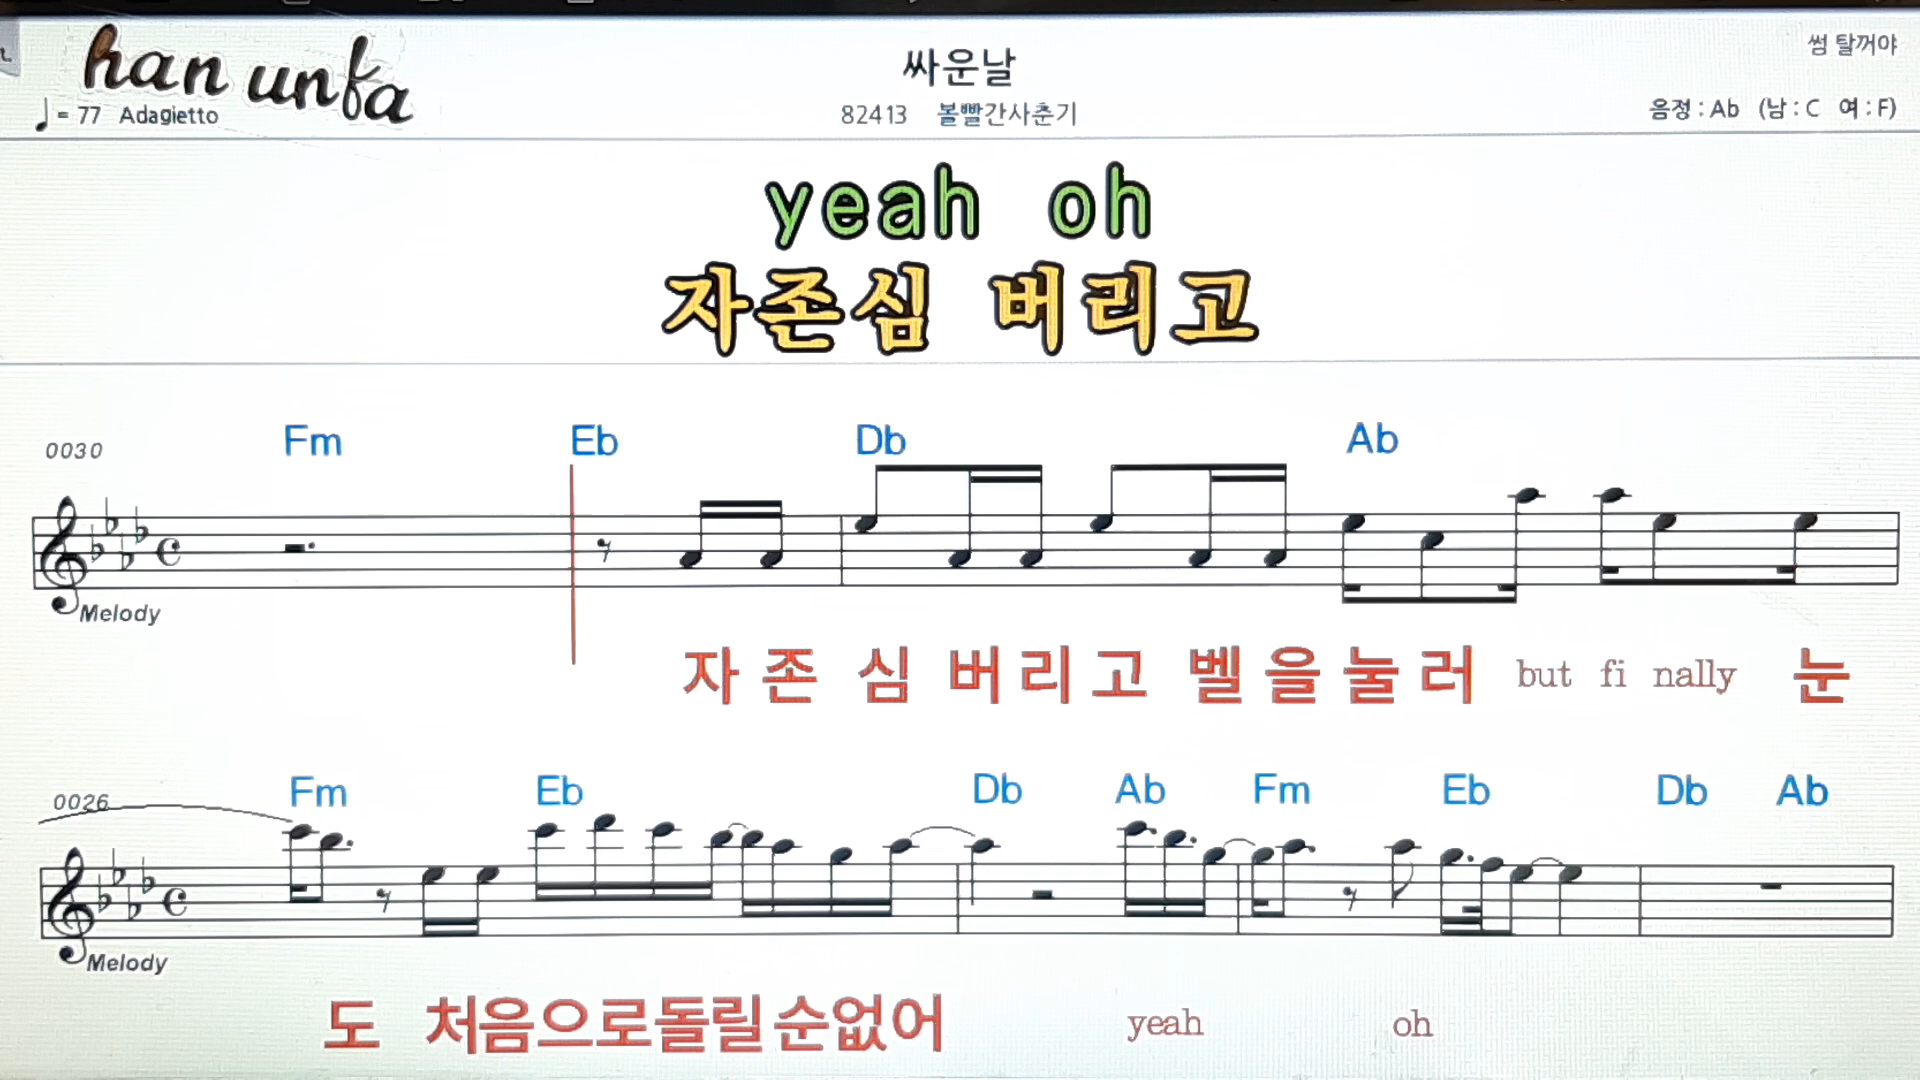 han unfa
싸운날
썸 탈꺼야
♩= 77 Adagietto
82413 볼빨간사춘기
음정 : Ab (남 : C 여 : F)
yeah oh
자존심 버리고
0030 Fm Eb Db Ab
Melody
자 존 심 버 리 고 벨 을 눌 러 but fi nally 눈
0026 Fm Eb Db Ab Fm Eb Db Ab
Melody
도 처음으로돌릴순없어 yeah oh